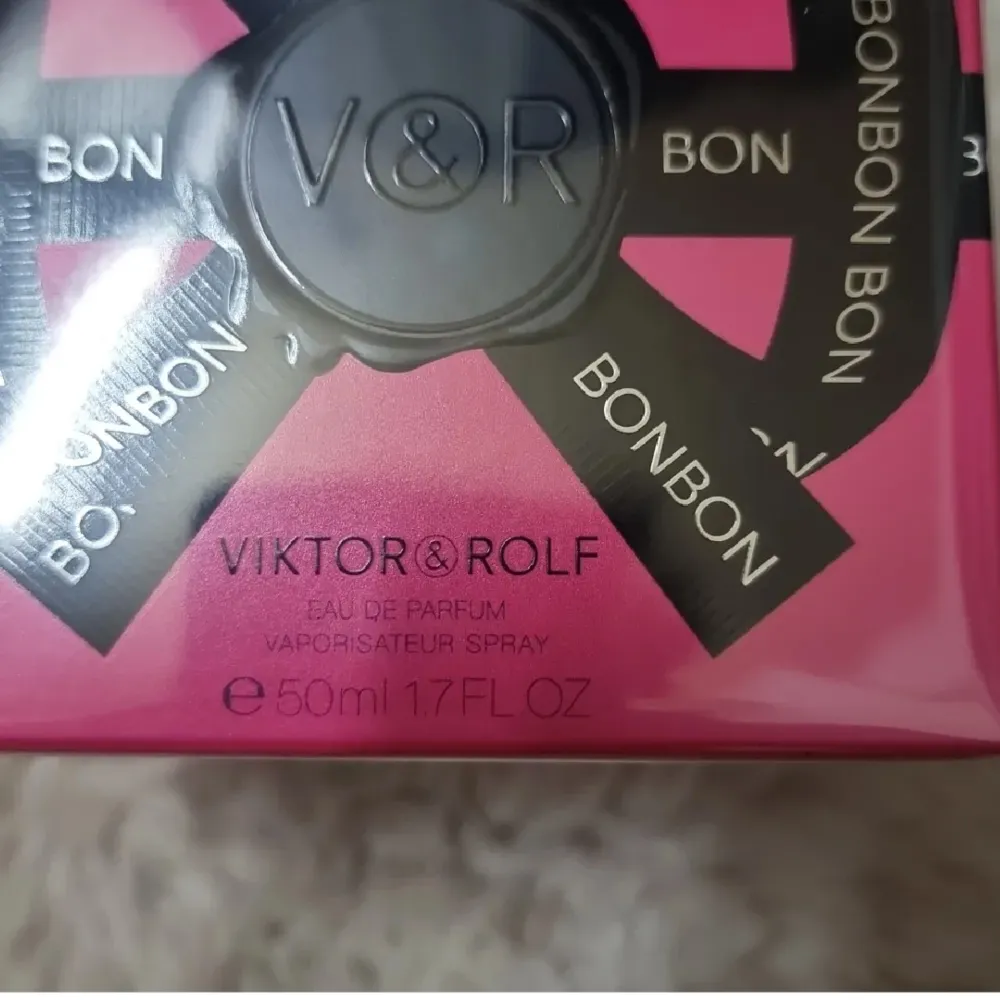 V&R
BON
BON
BONBON BON
BONBON
BONBON
VIKTOR&ROLF
EAU DE PARFUM
VAPORISATEUR SPRAY
e 50ml 1.7FL OZ